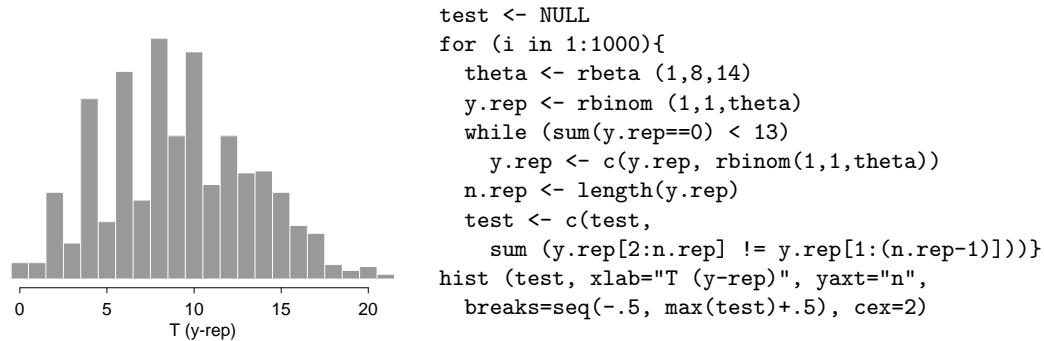 0 5 10 15 20
T (y-rep)
test <- NULL
for (i in 1:1000){
  theta <- rbeta (1,8,14)
  y.rep <- rbinom (1,1,theta)
  while (sum(y.rep==0) < 13)
    y.rep <- c(y.rep, rbinom(1,1,theta))
  n.rep <- length(y.rep)
  test <- c(test,
    sum (y.rep[2:n.rep] != y.rep[1:(n.rep-1)]))}
hist (test, xlab="T (y-rep)", yaxt="n",
  breaks=seq(-.5, max(test)+.5), cex=2)